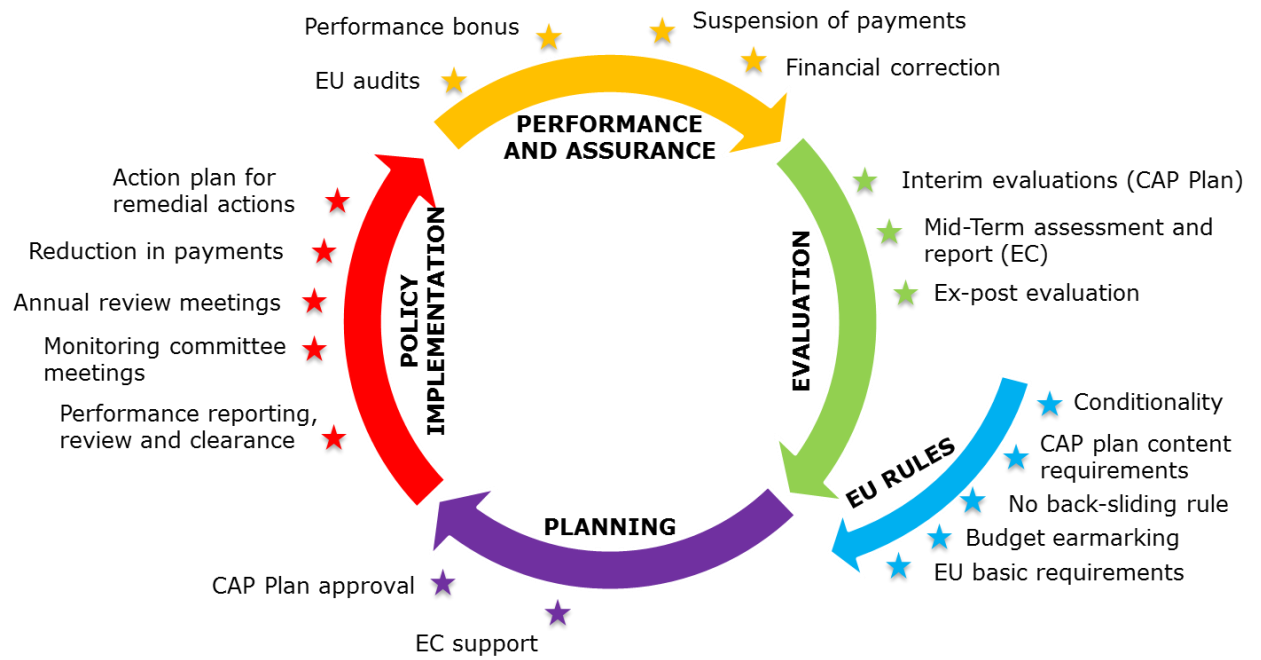 Performance bonus
Suspension of payments
EU audits
Financial correction
PERFORMANCE
AND ASSURANCE
Interim evaluations (CAP Plan)
Mid-Term assessment and
report (EC)
Ex-post evaluation
EVALUATION
Conditionality
CAP plan content
requirements
No back-sliding rule
Budget earmarking
EU basic requirements
EU RULES
PLANNING
CAP Plan approval
EC support
Action plan for
remedial actions
Reduction in payments
Annual review meetings
Monitoring committee
meetings
Performance reporting,
review and clearance
POLICY
IMPLEMENTATION